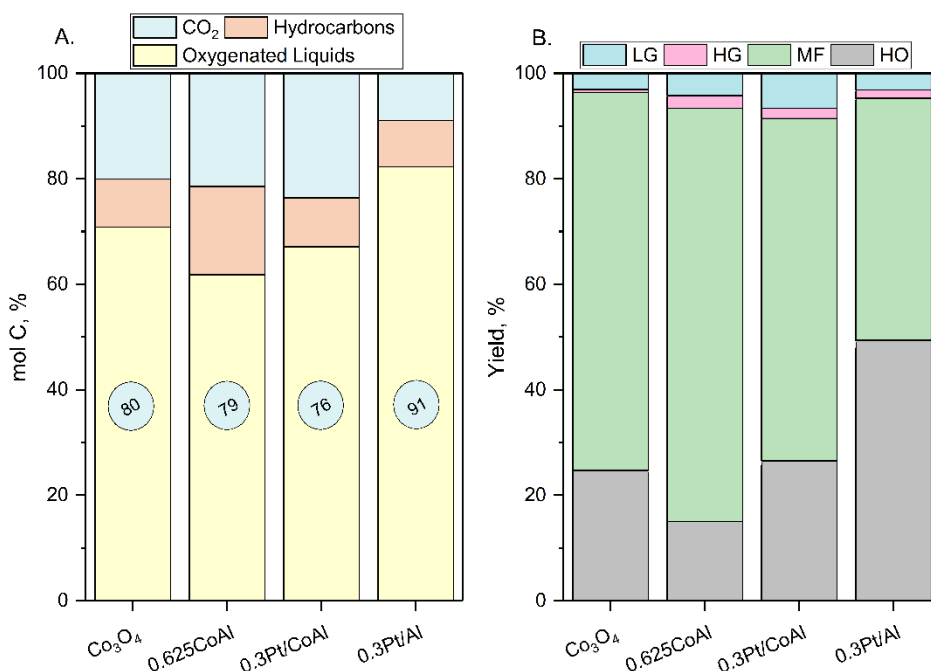 A.
CO₂ Hydrocarbons
Oxygenated Liquids
mol C, %
100
80
60
40
20
0
80
79
76
91
Co₃O₄
0.625CoAl
0.3Pt/CoAl
0.3Pt/Al
B.
LG HG MF HO
Yield, %
100
80
60
40
20
0
Co₃O₄
0.625CoAl
0.3Pt/CoAl
0.3Pt/Al